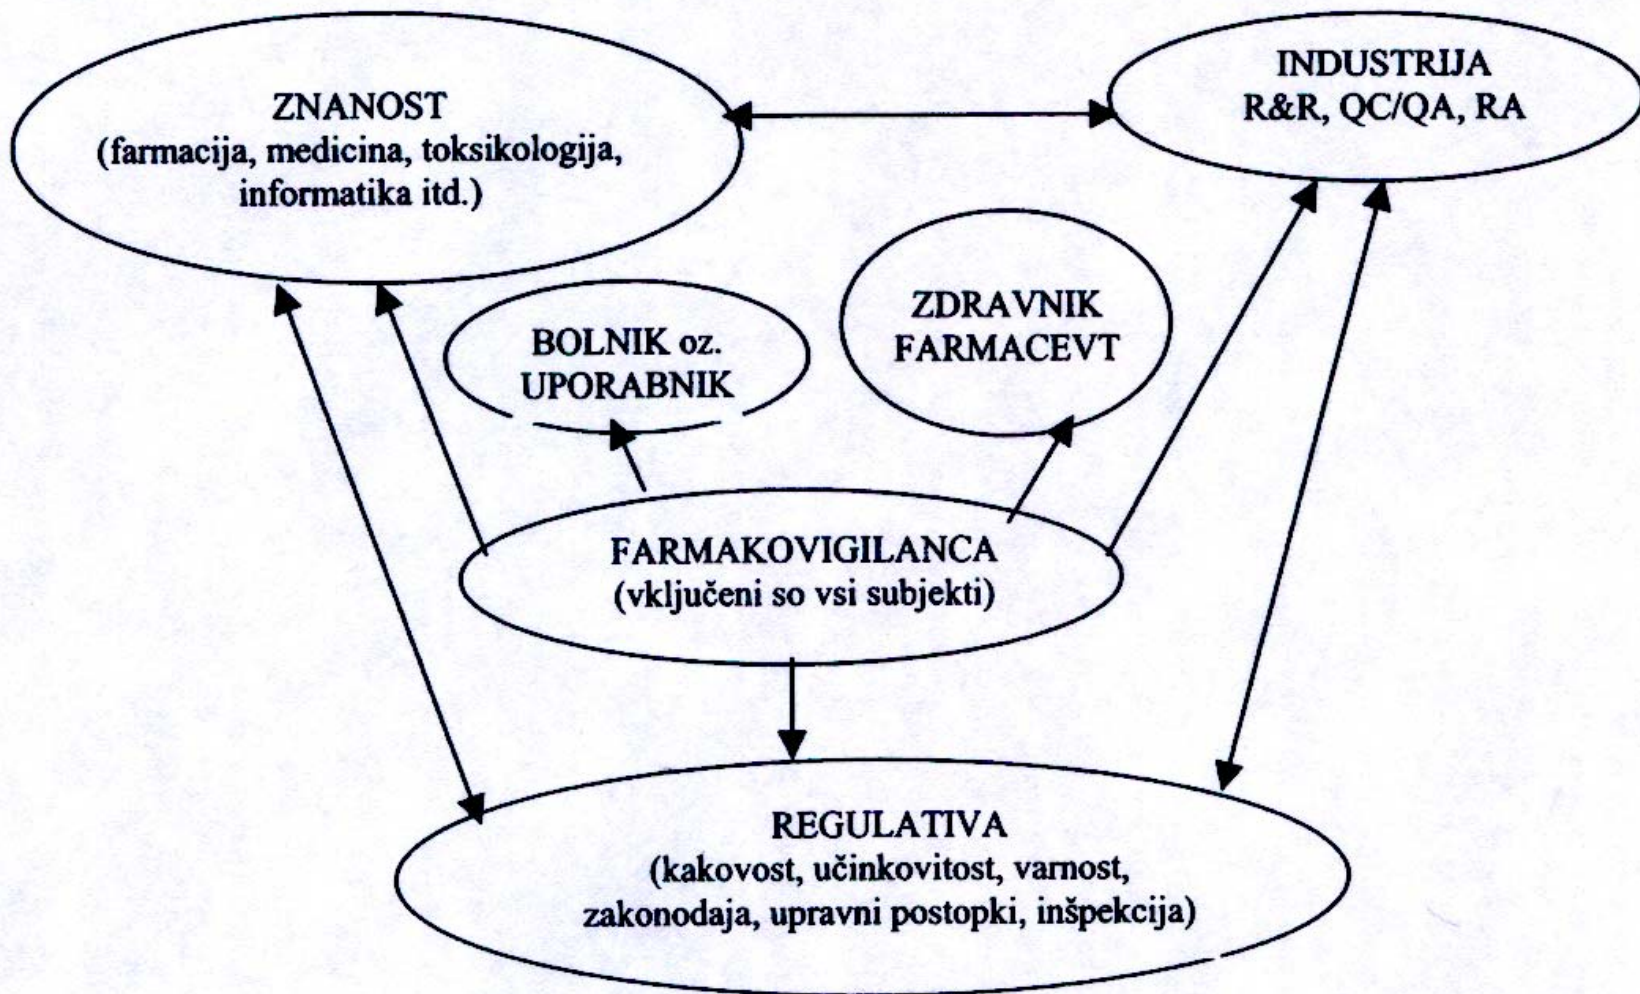 ZNANOST
(farmacija, medicina, toksikologija,
informatika itd.)
INDUSTRIJA
R&R, QC/QA, RA
BOLNIK oz.
UPORABNIK
ZDRAVNIK
FARMACEVT
FARMAKOVIGILANCA
(vključeni so vsi subjekti)
REGULATIVA
(kakovost, učinkovitost, varnost,
zakonodaja, upravni postopki, inšpekcija)